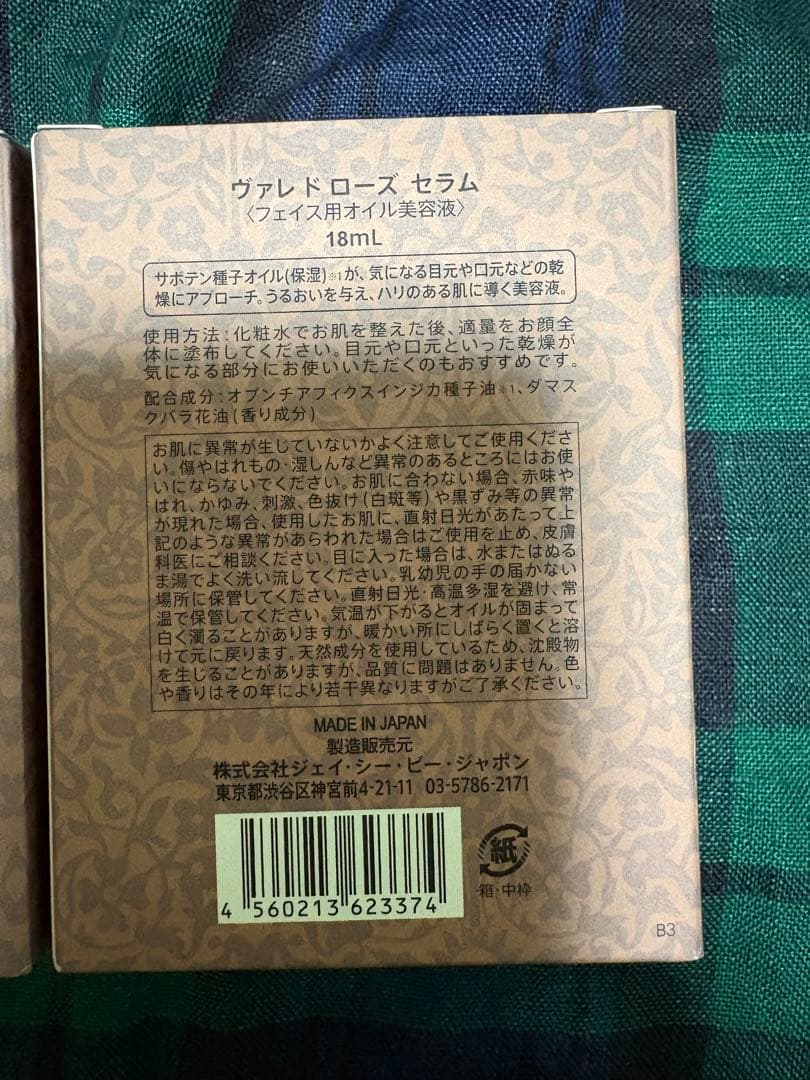 ヴァレ ド ローズ セラム
〈フェイス用オイル美容液〉
18mL
サボテン種子オイル(保湿)※1が、気になる目元や口元などの乾
燥にアプローチ。うるおいを与え、ハリのある肌に導く美容液。
使用方法:化粧水でお肌を整えた後、適量をお顔全
体に塗布してください。目元や口元といった乾燥が
気になる部分にお使いいただくのもおすすめです。
配合成分:オプンチアフィクスインジカ種子油※1、ダマス
クバラ花油(香り成分)
お肌に異常が生じていないかよく注意してご使用くださ
い。傷やはれもの・湿しんなど異常のあるところにはお使
いにならないでください。お肌に合わない場合、赤味や
はれ、かゆみ、刺激、色抜け(白斑等)や黒ずみ等の異常
が現れた場合、使用したお肌に、直射日光があたって上
記のような異常があらわれた場合はご使用を止め、皮膚
科医にご相談ください。目に入った場合は、水またはぬる
ま湯でよく洗い流してください。乳幼児の手の届かない
場所に保管してください。直射日光・高温多湿を避け、常
温で保管してください。気温が下がるとオイルが固まって
白く濁ることがありますが、暖かい所にしばらく置くと溶
けて元に戻ります。天然成分を使用しているため、沈殿物
を生じることがありますが、品質に問題はありません。色
や香りはその年により若干異なりますがご了承ください。
MADE IN JAPAN
製造販売元
株式会社ジェイ・シー・ビー・ジャポン
東京都渋谷区神宮前4-21-11 03-5786-2171
4 560213 623374
紙
箱・中枠
B3